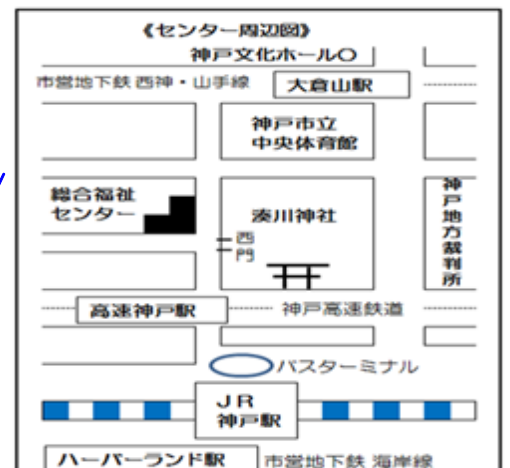 《センター周辺図》
神戸文化ホール〇
市営地下鉄 西神・山手線
大倉山駅
神戸市立
中央体育館
総合福祉
センター
湊川神社
西門
神戸地方裁判所
高速神戸駅
神戸高速鉄道
バスターミナル
JR
神戸駅
ハーバーランド駅
市営地下鉄 海岸線